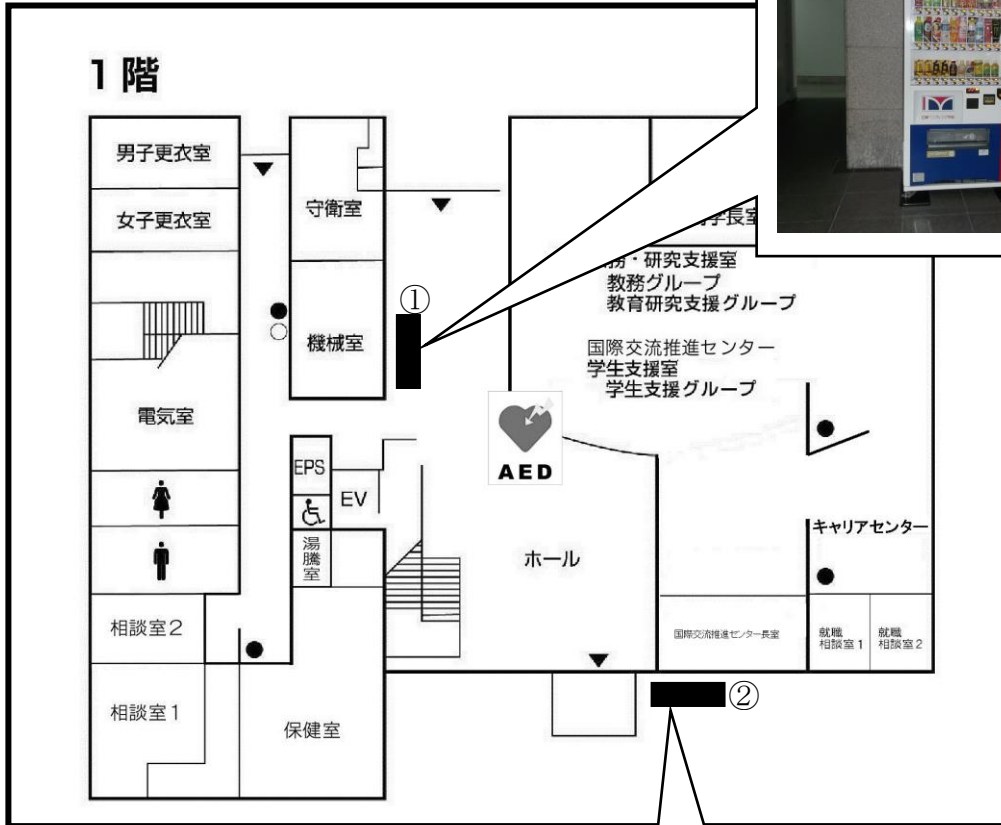 1階
男子更衣室
女子更衣室
守衛室
機械室
①
電気室
EPS
EV
湯騰室
相談室2
相談室1
保健室
AED
ホール
学長室
務・研究支援室
教務グループ
教育研究支援グループ
国際交流推進センター
学生支援室
学生支援グループ
キャリアセンター
国際交流推進センター長室
就職
相談室1
就職
相談室2
②